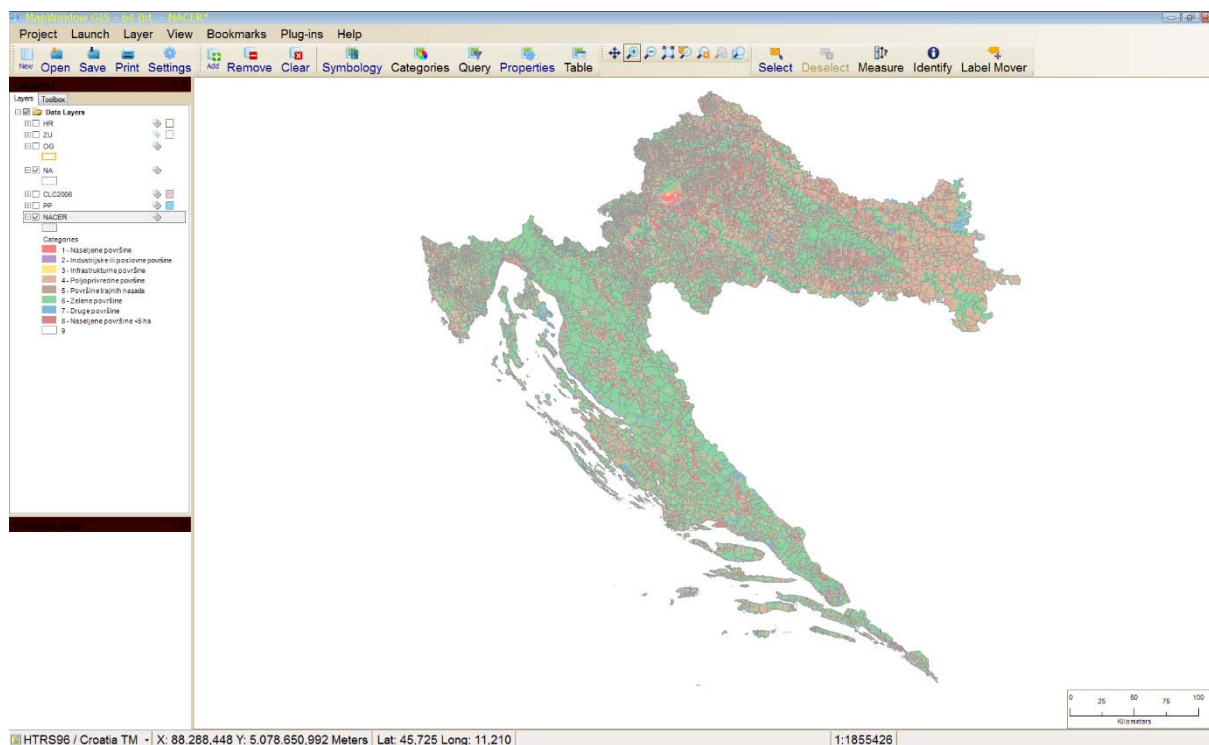 MapWindow GIS - 64 Bit - NACER*
Project Launch Layer View Bookmarks Plug-ins Help
New Open Save Print Settings Add Remove Clear Symbology Categories Query Properties Table Select Deselect Measure Identify Label Mover
Legend
Layers Toolbox
Data Layers
HR
ZU
OG
NA
CLC2006
PP
NACER
Categories
1 - Naseljene površine
2 - Industrijske ili poslovne površine
3 - Infrastrukturne površine
4 - Poljoprivredne površine
5 - Površine trajnih nasada
6 - Zelene površine
7 - Druge površine
8 - Naseljene površine <5 ha
9
Preview Map
0 25 50 75 100
Kilometers
HTRS96 / Croatia TM - X: 88.288,448 Y: 5.078.650,992 Meters Lat: 45,725 Long: 11,210 1:1855426